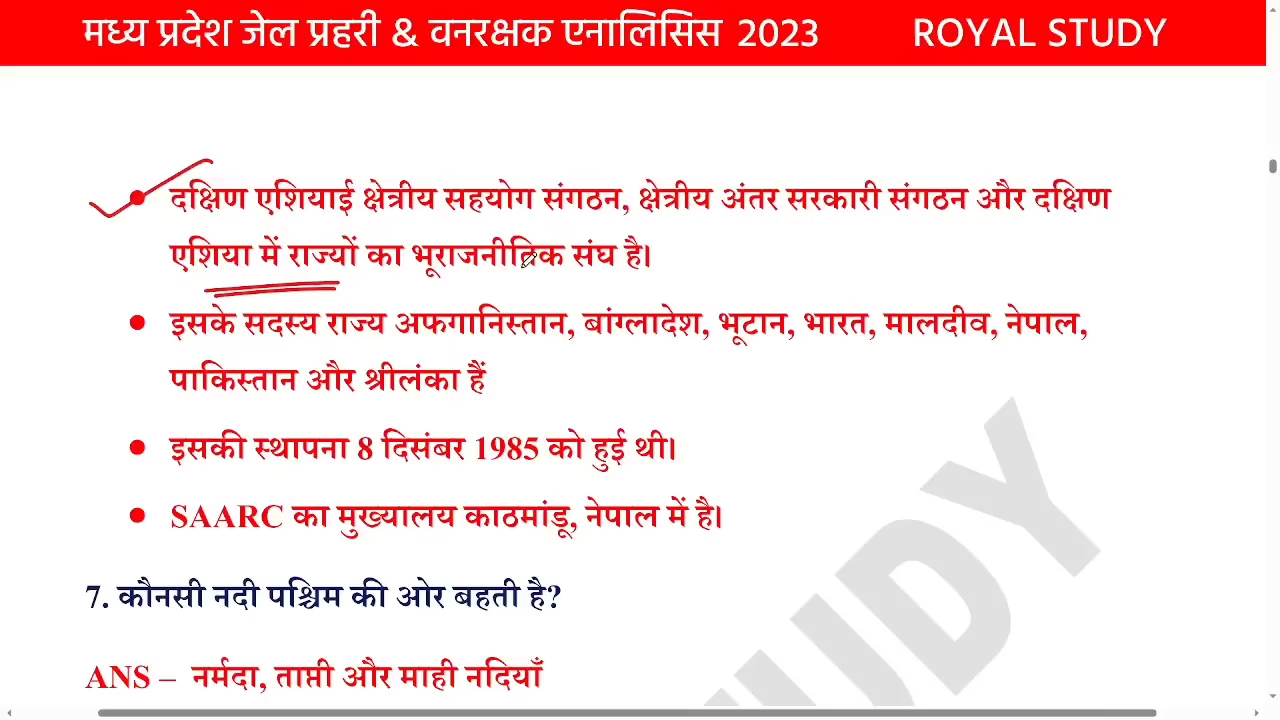 मध्य प्रदेश जेल प्रहरी & वनरक्षक एनालिसिस 2023 ROYAL STUDY
• दक्षिण एशियाई क्षेत्रीय सहयोग संगठन, क्षेत्रीय अंतर सरकारी संगठन और दक्षिण
एशिया में राज्यों का भूराजनीतिक संघ है।
• इसके सदस्य राज्य अफगानिस्तान, बांग्लादेश, भूटान, भारत, मालदीव, नेपाल,
पाकिस्तान और श्रीलंका हैं
• इसकी स्थापना 8 दिसंबर 1985 को हुई थी।
• SAARC का मुख्यालय काठमांडू, नेपाल में है।
7. कौनसी नदी पश्चिम की ओर बहती है?
ANS – नर्मदा, ताप्ती और माही नदियाँ
TUDY